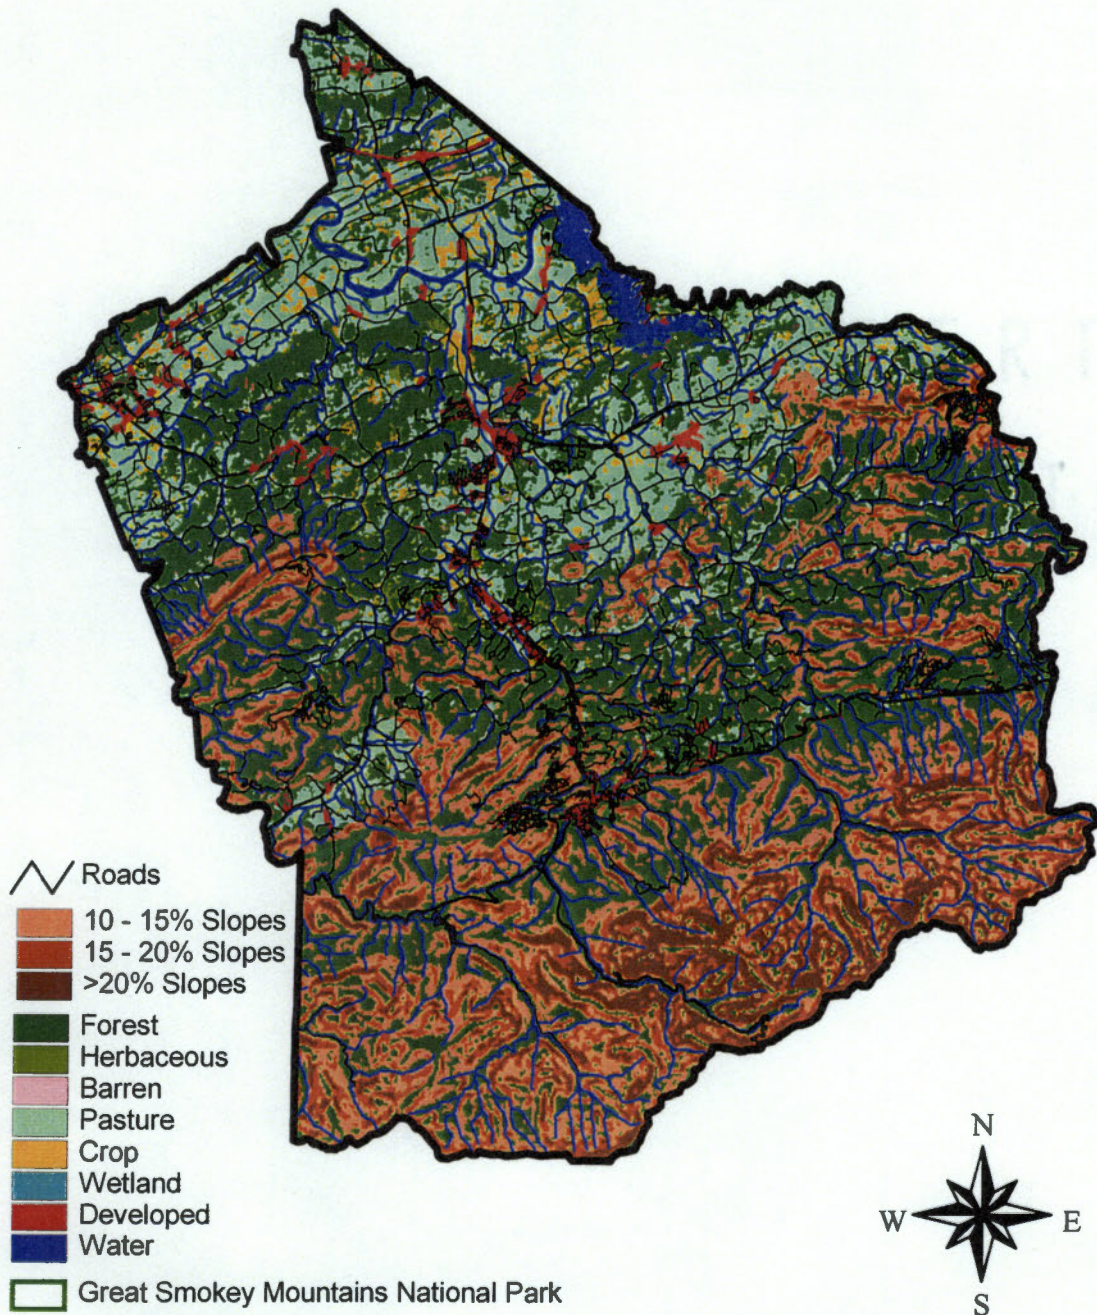 Roads
10 - 15% Slopes
15 - 20% Slopes
>20% Slopes
Forest
Herbaceous
Barren
Pasture
Crop
Wetland
Developed
Water
Great Smokey Mountains National Park
N
W E
S